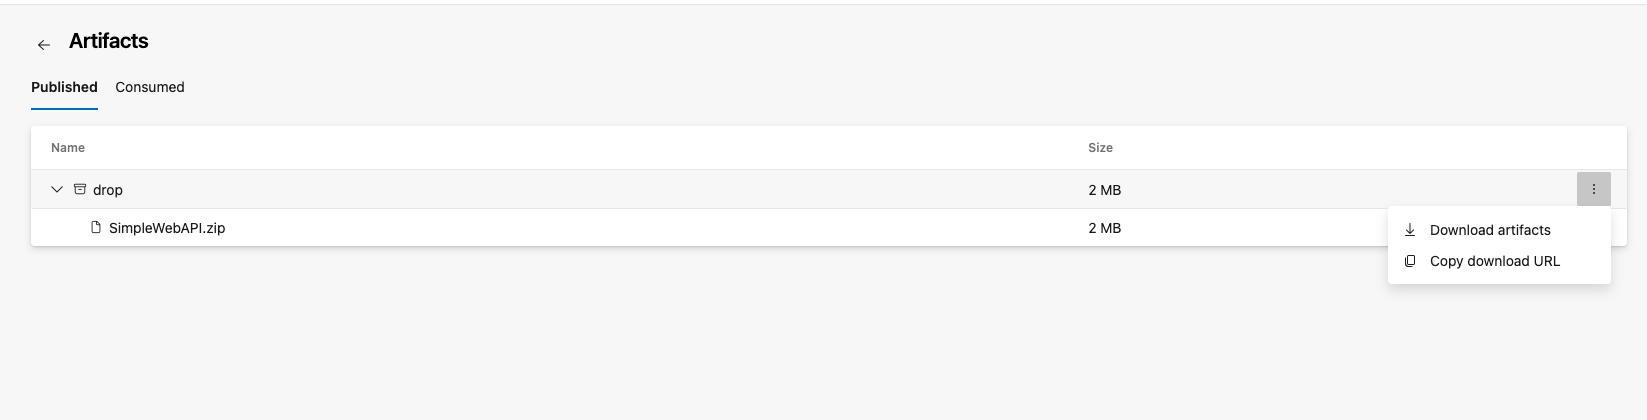 Artifacts
Published Consumed
Name Size
drop 2 MB
SimpleWebAPI.zip 2 MB
Download artifacts
Copy download URL